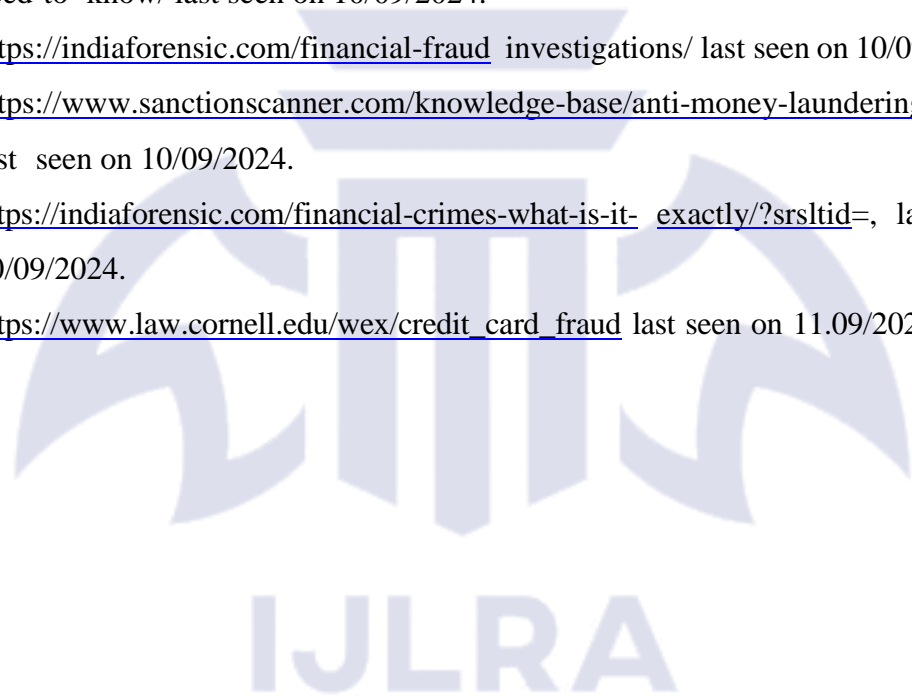 to know/ last seen on 10/09/2024.
tps://indiaforensic.com/financial-fraud investigations/ last seen on 10/0
tps://www.sanctionscanner.com/knowledge-base/anti-money-laundering
st seen on 10/09/2024.
tps://indiaforensic.com/financial-crimes-what-is-it- exactly/?srsltid=, la
0/09/2024.
tps://www.law.cornell.edu/wex/credit_card_fraud last seen on 11.09/202
IJLRA